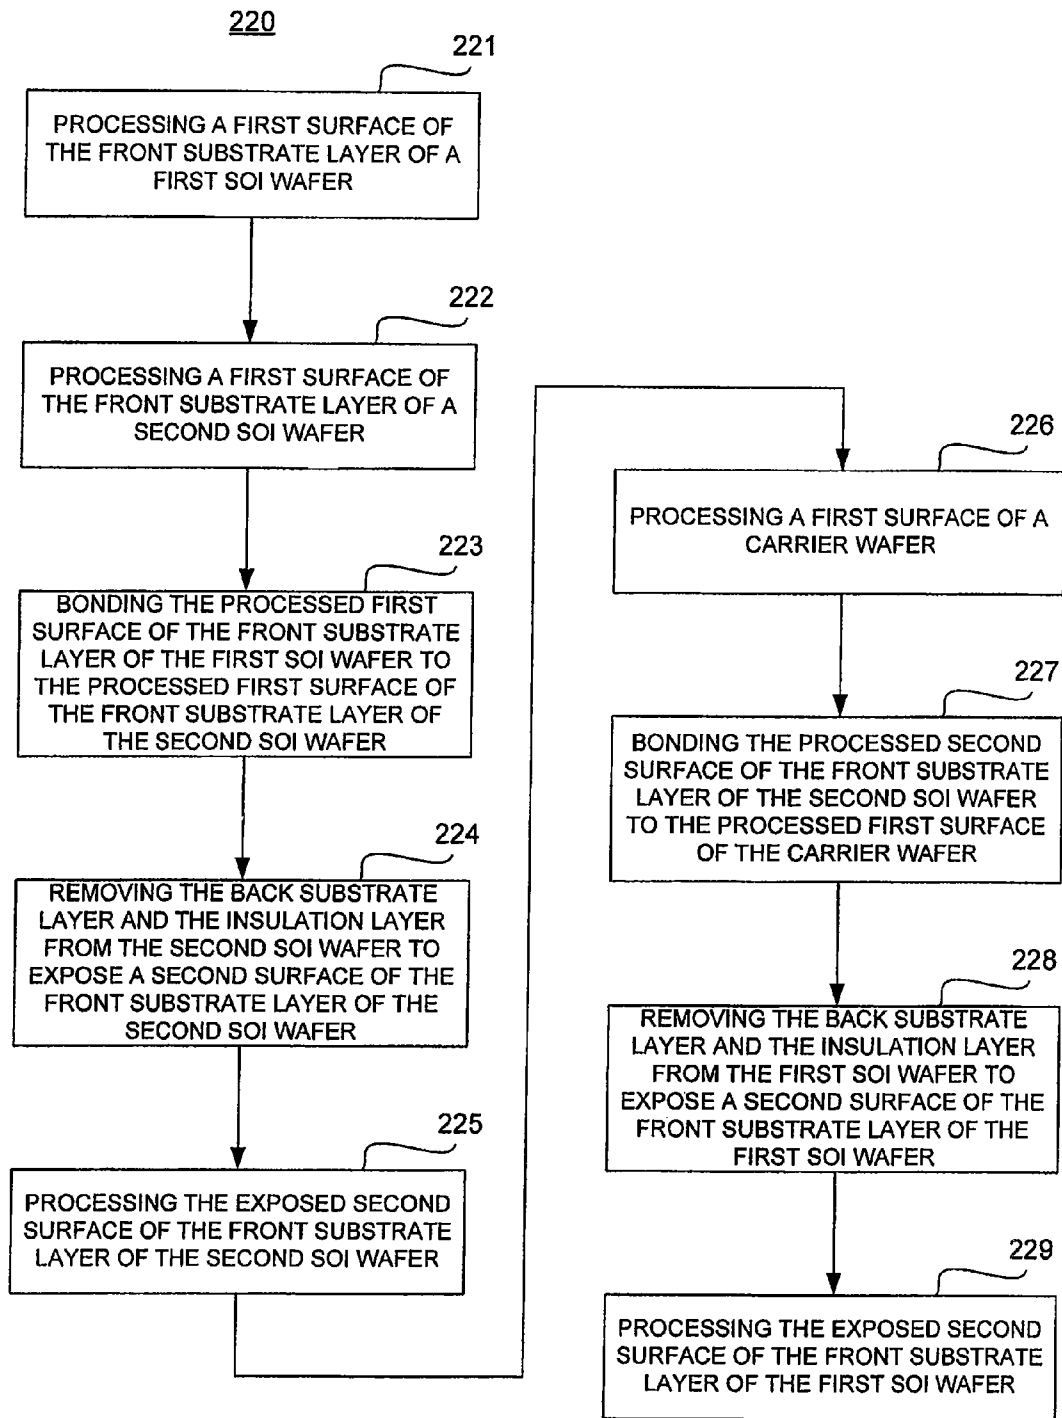 220
221
PROCESSING A FIRST SURFACE OF
THE FRONT SUBSTRATE LAYER OF A
FIRST SOI WAFER
222
PROCESSING A FIRST SURFACE OF
THE FRONT SUBSTRATE LAYER OF A
SECOND SOI WAFER
223
BONDING THE PROCESSED FIRST
SURFACE OF THE FRONT SUBSTRATE
LAYER OF THE FIRST SOI WAFER TO
THE PROCESSED FIRST SURFACE OF
THE FRONT SUBSTRATE LAYER OF
THE SECOND SOI WAFER
224
REMOVING THE BACK SUBSTRATE
LAYER AND THE INSULATION LAYER
FROM THE SECOND SOI WAFER TO
EXPOSE A SECOND SURFACE OF THE
FRONT SUBSTRATE LAYER OF THE
SECOND SOI WAFER
225
PROCESSING THE EXPOSED SECOND
SURFACE OF THE FRONT SUBSTRATE
LAYER OF THE SECOND SOI WAFER
226
PROCESSING A FIRST SURFACE OF A
CARRIER WAFER
227
BONDING THE PROCESSED SECOND
SURFACE OF THE FRONT SUBSTRATE
LAYER OF THE SECOND SOI WAFER
TO THE PROCESSED FIRST SURFACE
OF THE CARRIER WAFER
228
REMOVING THE BACK SUBSTRATE
LAYER AND THE INSULATION LAYER
FROM THE FIRST SOI WAFER TO
EXPOSE A SECOND SURFACE OF THE
FRONT SUBSTRATE LAYER OF THE
FIRST SOI WAFER
229
PROCESSING THE EXPOSED SECOND
SURFACE OF THE FRONT SUBSTRATE
LAYER OF THE FIRST SOI WAFER